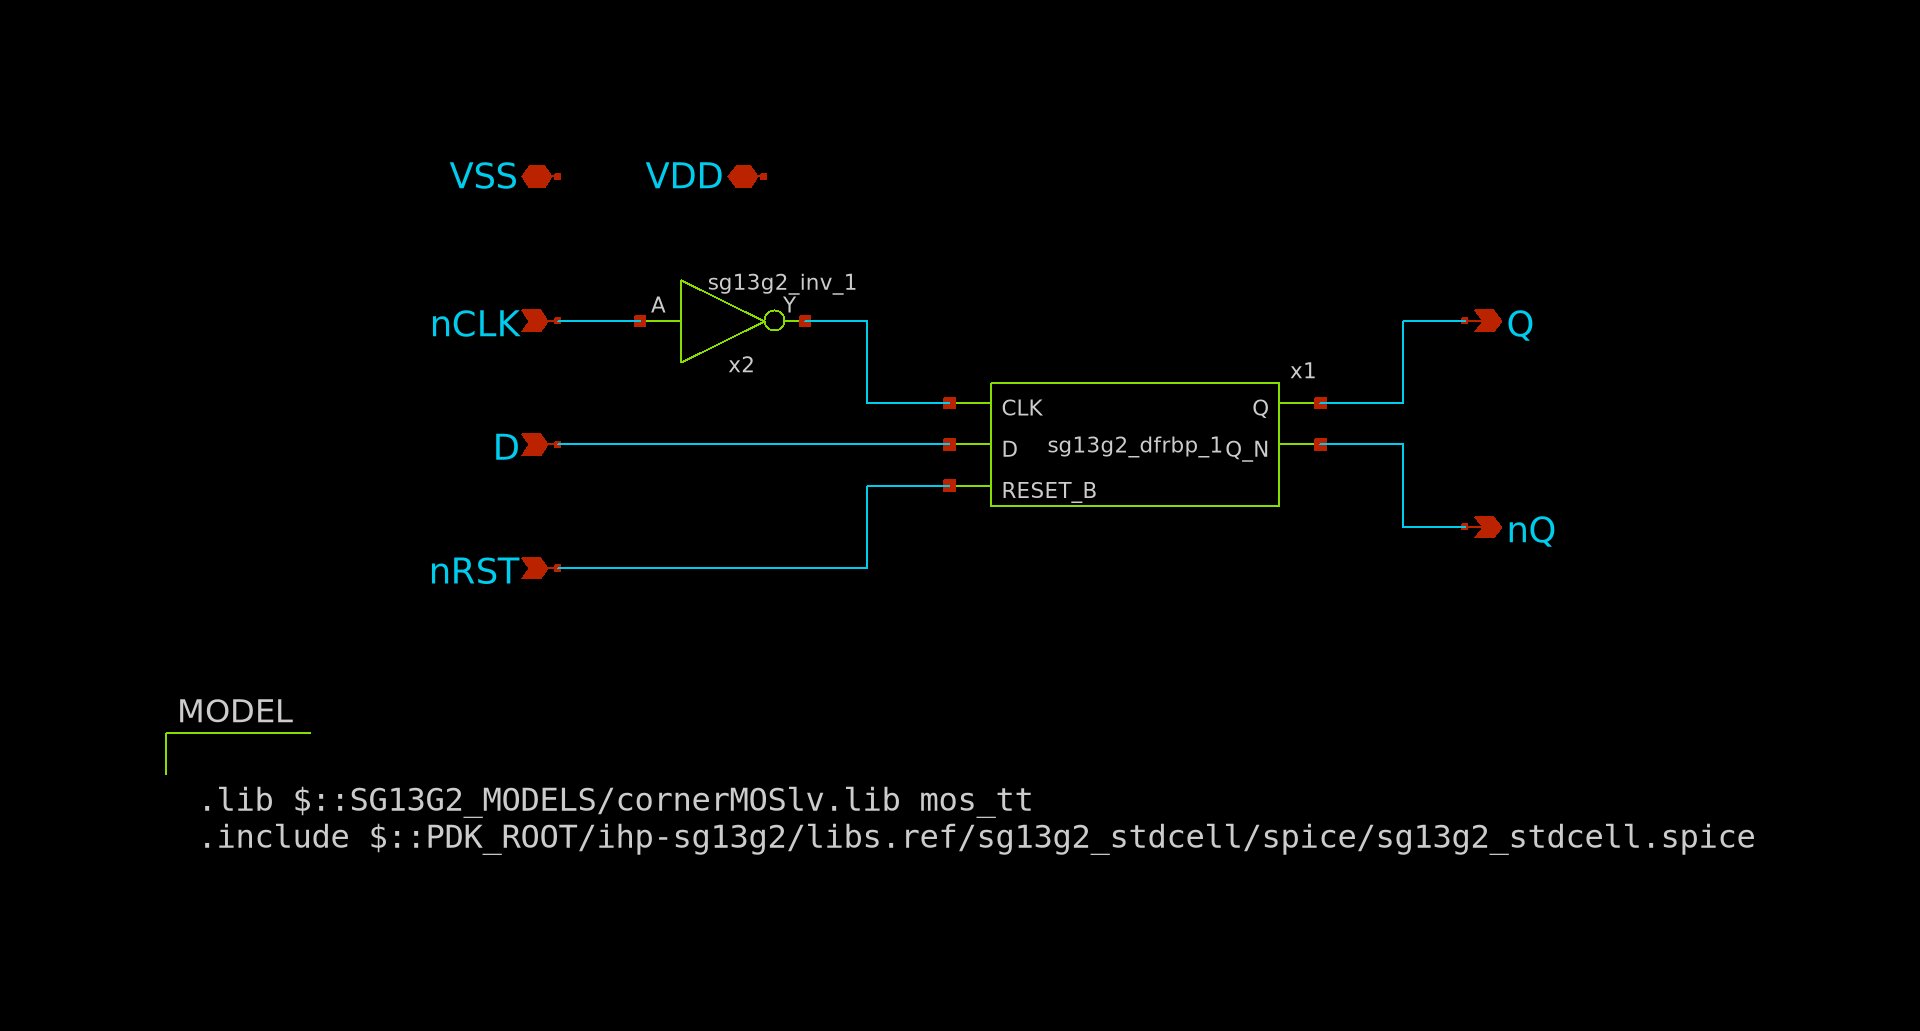 VSS VDD
sg13g2_inv_1
nCLK A Y Q
x2
x1
CLK Q
D D sg13g2_dfrbp_1 Q_N
RESET_B
nQ
nRST
MODEL
.lib $::SG13G2_MODELS/cornerMOSlv.lib mos_tt
.include $::PDK_ROOT/ihp-sg13g2/libs.ref/sg13g2_stdcell/spice/sg13g2_stdcell.spice